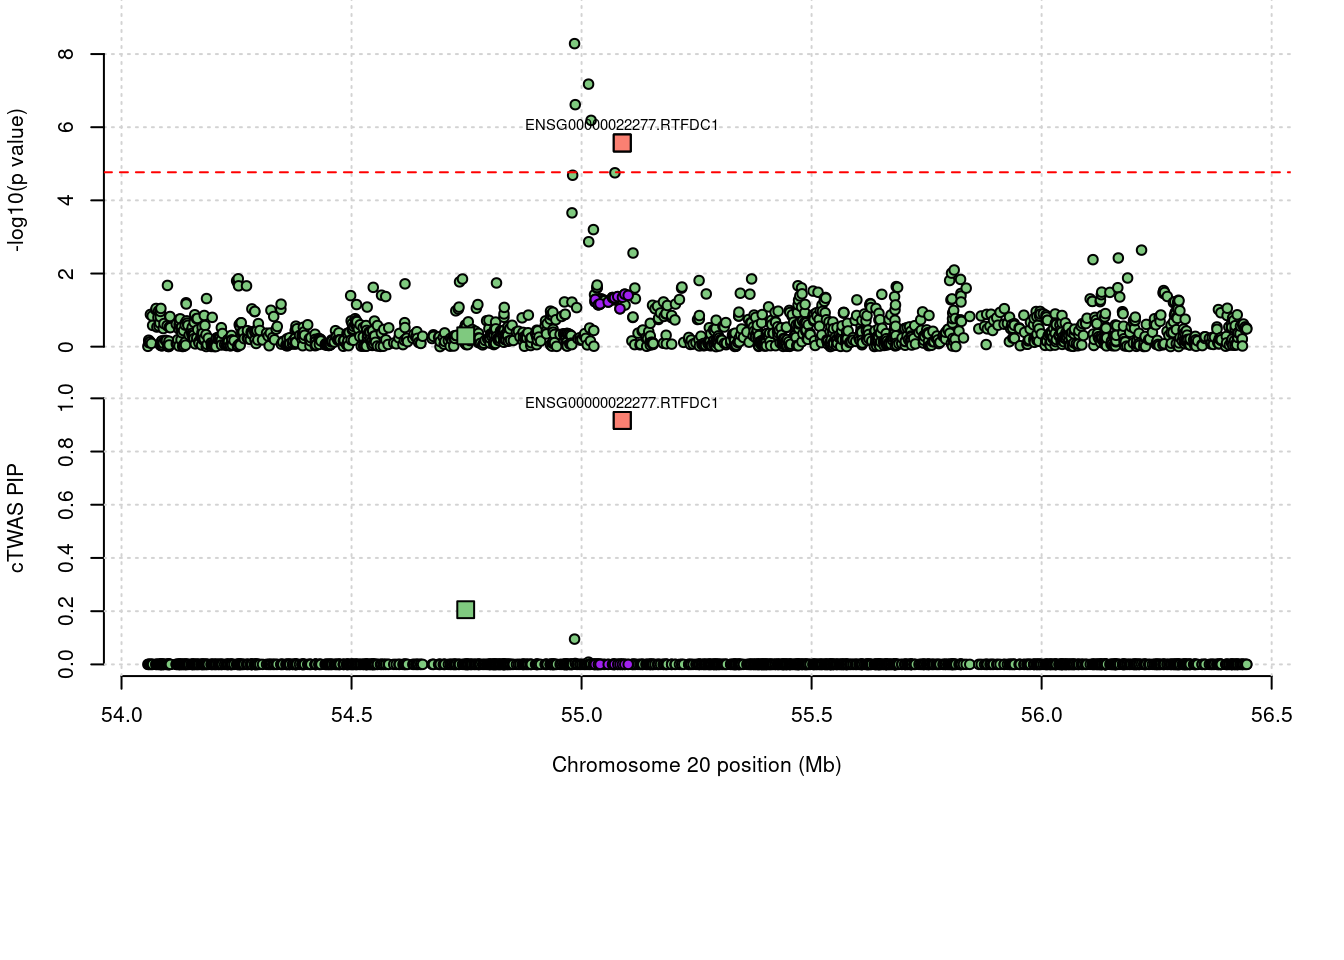 -log10(p value)
8
6
4
2
0
ENSG00000022277.RTFDC1
cTWAS PIP
1.0
0.8
0.6
0.4
0.2
0.0
ENSG00000022277.RTFDC1
54.0 54.5 55.0 55.5 56.0 56.5
Chromosome 20 position (Mb)